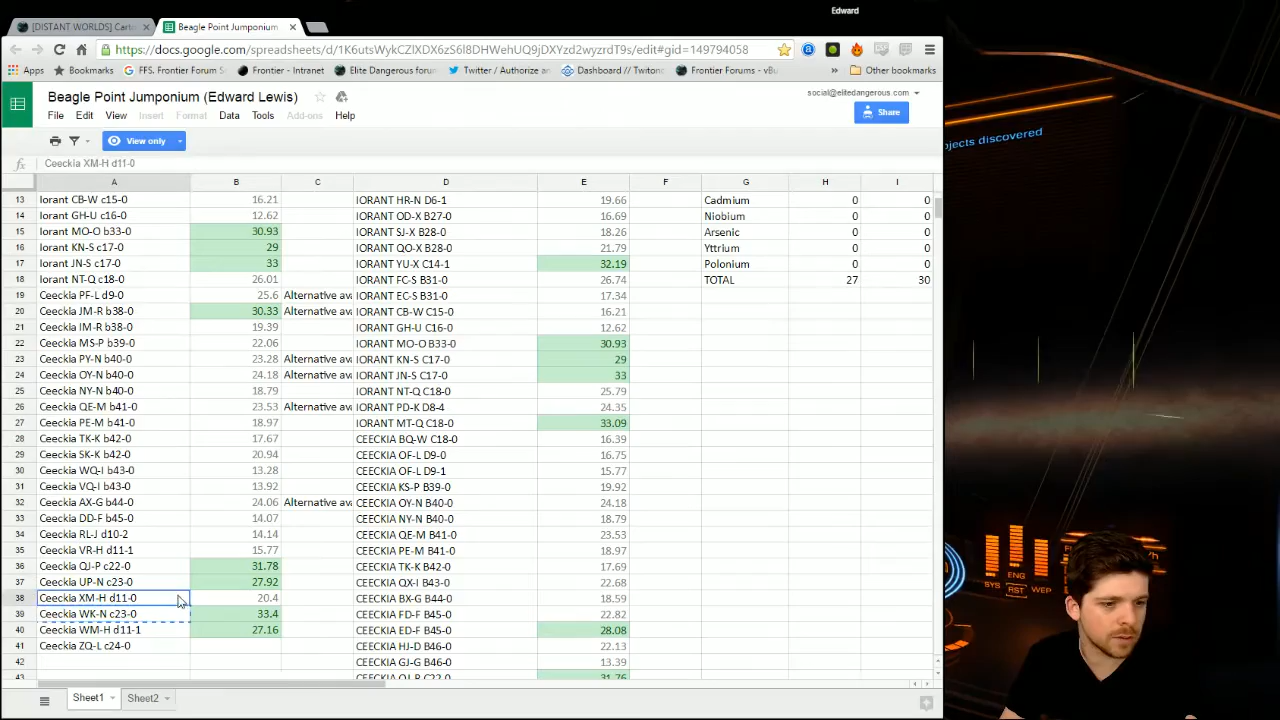 Edward
[DISTANT WORLDS] Carto
Beagle Point Jumponium
https://docs.google.com/spreadsheets/d/1K6utsWykCZlXDX6zS6l8DHWehUQ9jDXYzd2wyzrdT9s/edit#gid=149794058
Apps Bookmarks FFS.Frontier Forum S Frontier - Intranet Elite Dangerous forum Twitter / Authorize an Dashboard // Twiton Frontier Forums - vBu » Other bookmarks
Beagle Point Jumponium (Edward Lewis)
social@elitedangerous.com
File Edit View Insert Format Data Tools Add-ons Help
Share
View only
fx Ceeckia XM-H d11-0
A B C D E F G H I
13 Iorant CB-W c15-0 16.21 IORANT HR-N D6-1 19.66 Cadmium 0 0
14 Iorant GH-U c16-0 12.62 IORANT OD-X B27-0 16.69 Niobium 0 0
15 Iorant MO-O b33-0 30.93 IORANT SJ-X B28-0 18.26 Arsenic 0 0
16 Iorant KN-S c17-0 29 IORANT QO-X B28-0 21.79 Yttrium 0 0
17 Iorant JN-S c17-0 33 IORANT YU-X C14-1 32.19 Polonium 0 0
18 Iorant NT-Q c18-0 26.01 IORANT FC-S B31-0 26.74 TOTAL 27 30
19 Ceeckia PF-L d9-0 25.6 Alternative ava IORANT EC-S B31-0 17.34
20 Ceeckia JM-R b38-0 30.33 Alternative ava IORANT CB-W C15-0 16.21
21 Ceeckia IM-R b38-0 19.39 IORANT GH-U C16-0 12.62
22 Ceeckia MS-P b39-0 22.06 IORANT MO-O B33-0 30.93
23 Ceeckia PY-N b40-0 23.28 Alternative ava IORANT KN-S C17-0 29
24 Ceeckia OY-N b40-0 24.18 Alternative ava IORANT JN-S C17-0 33
25 Ceeckia NY-N b40-0 18.79 IORANT NT-Q C18-0 25.79
26 Ceeckia QE-M b41-0 23.53 Alternative ava IORANT PD-K D8-4 24.35
27 Ceeckia PE-M b41-0 18.97 IORANT MT-Q C18-0 33.09
28 Ceeckia TK-K b42-0 17.67 CEECKIA BQ-W C18-0 16.39
29 Ceeckia SK-K b42-0 20.94 CEECKIA OF-L D9-0 16.75
30 Ceeckia WQ-I b43-0 13.28 CEECKIA OF-L D9-1 15.77
31 Ceeckia VQ-I b43-0 13.92 CEECKIA KS-P B39-0 19.92
32 Ceeckia AX-G b44-0 24.06 Alternative ava CEECKIA OY-N B40-0 24.18
33 Ceeckia DD-F b45-0 14.07 CEECKIA NY-N B40-0 18.79
34 Ceeckia RL-J d10-2 14.14 CEECKIA QE-M B41-0 23.53
35 Ceeckia VR-H d11-1 15.77 CEECKIA PE-M B41-0 18.97
36 Ceeckia QJ-P c22-0 31.78 CEECKIA TK-K B42-0 17.69
37 Ceeckia UP-N c23-0 27.92 CEECKIA QX-I B43-0 22.68
38 Ceeckia XM-H d11-0 20.4 CEECKIA BX-G B44-0 18.59
39 Ceeckia WK-N c23-0 33.4 CEECKIA FD-F B45-0 22.82
40 Ceeckia WM-H d11-1 27.16 CEECKIA ED-F B45-0 28.08
41 Ceeckia ZQ-L c24-0 CEECKIA HJ-D B46-0 22.13
42 CEECKIA GJ-G B46-0 13.39
43 CEECKIA QJ-P C22-0 31.76
Sheet1 Sheet2
jects discovered
SYS ENG WEP
RST